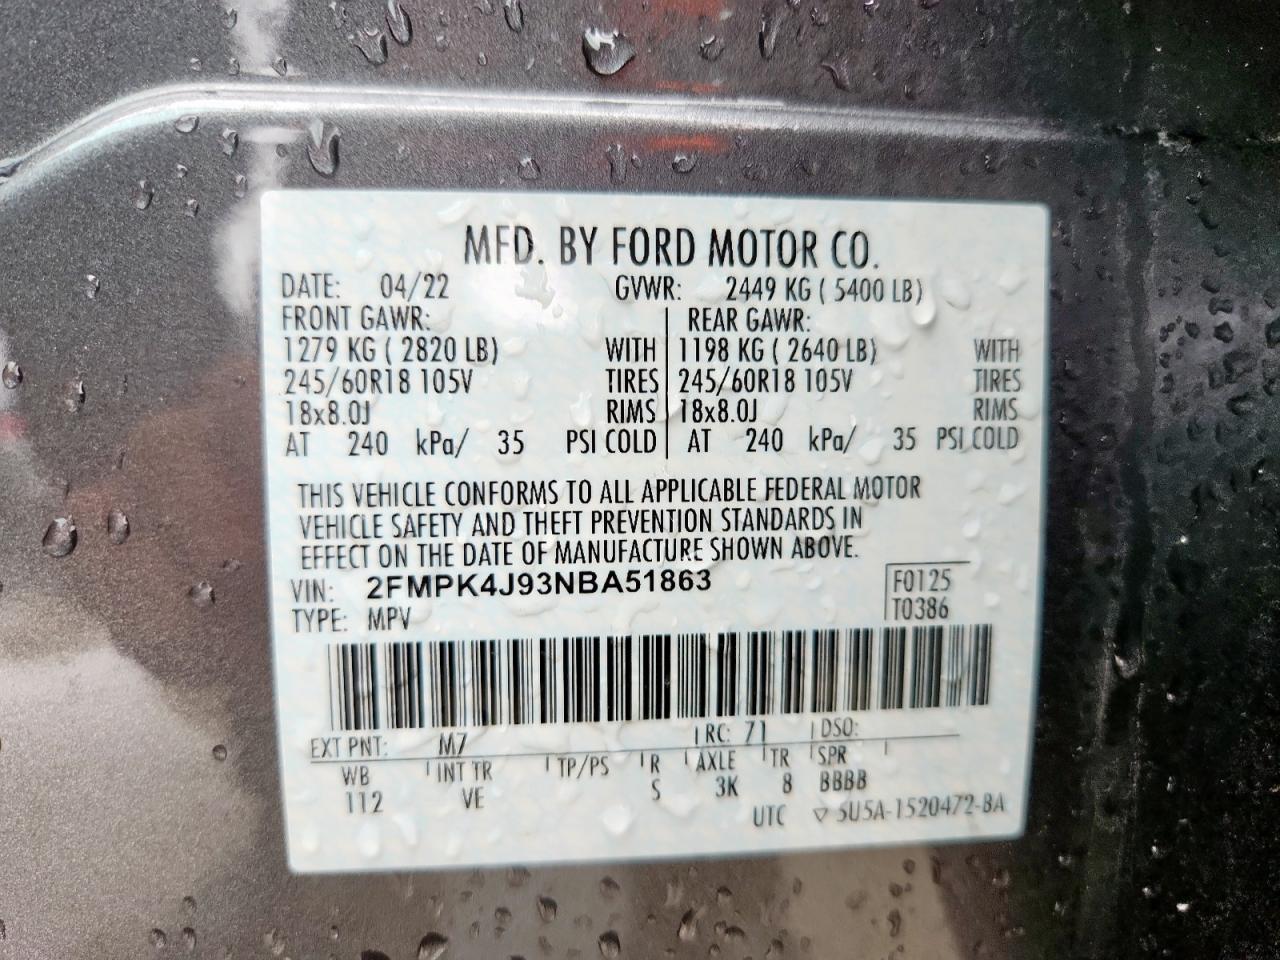 MFD. BY FORD MOTOR CO.
DATE: 04/22 GVWR: 2449 KG ( 5400 LB)
FRONT GAWR: REAR GAWR:
1279 KG ( 2820 LB) WITH 1198 KG ( 2640 LB) WITH
245/60R18 105V TIRES 245/60R18 105V TIRES
18x8.0J RIMS 18x8.0J RIMS
AT 240 kPa/ 35 PSI COLD AT 240 kPa/ 35 PSI COLD
THIS VEHICLE CONFORMS TO ALL APPLICABLE FEDERAL MOTOR
VEHICLE SAFETY AND THEFT PREVENTION STANDARDS IN
EFFECT ON THE DATE OF MANUFACTURE SHOWN ABOVE.
VIN: 2FMPK4J93NBA51863 F0125
TYPE: MPV T0386
EXT PNT: M7 RC: 71 DSO:
WB INT TR TP/PS R AXLE TR SPR
112 VE S 3K 8 BBBB
UTC ▽ 5U5A-1520472-BA